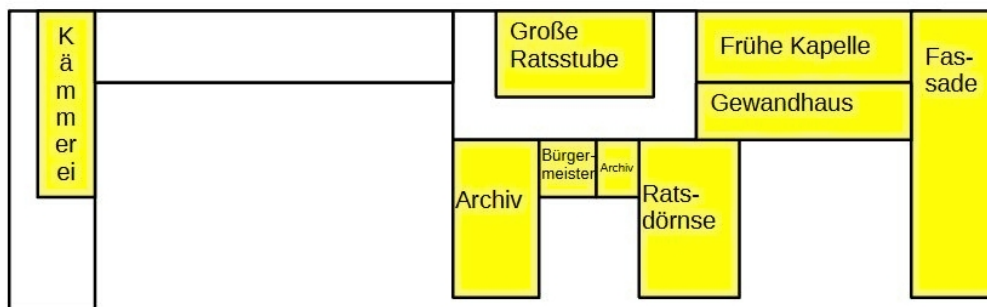 K
ä
m
m
er
ei
Große
Ratsstube
Frühe Kapelle
Gewandhaus
Fas-
sade
Archiv
Bürger-
meister
Archiv
Rats-
dörnse